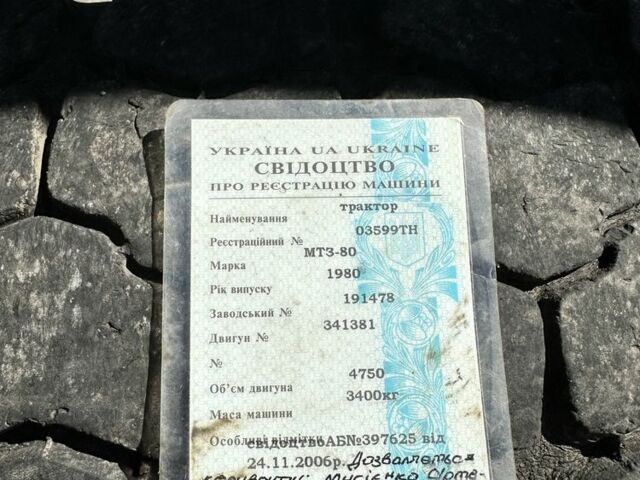 УКРАЇНА UA UKRAINE
СВІДОЦТВО
ПРО РЕЄСТРАЦІЮ МАШИНИ
трактор
Найменування
03599ТН
Реєстраційний №
МТЗ-80
Марка
1980
Рік випуску
191478
Заводський №
341381
Двигун №
№
4750
Об'єм двигуна
3400кг
Маса машини
Особливі відмітки
свідоцтвоАБ№397625 від
24.11.2006р. Дозволяється